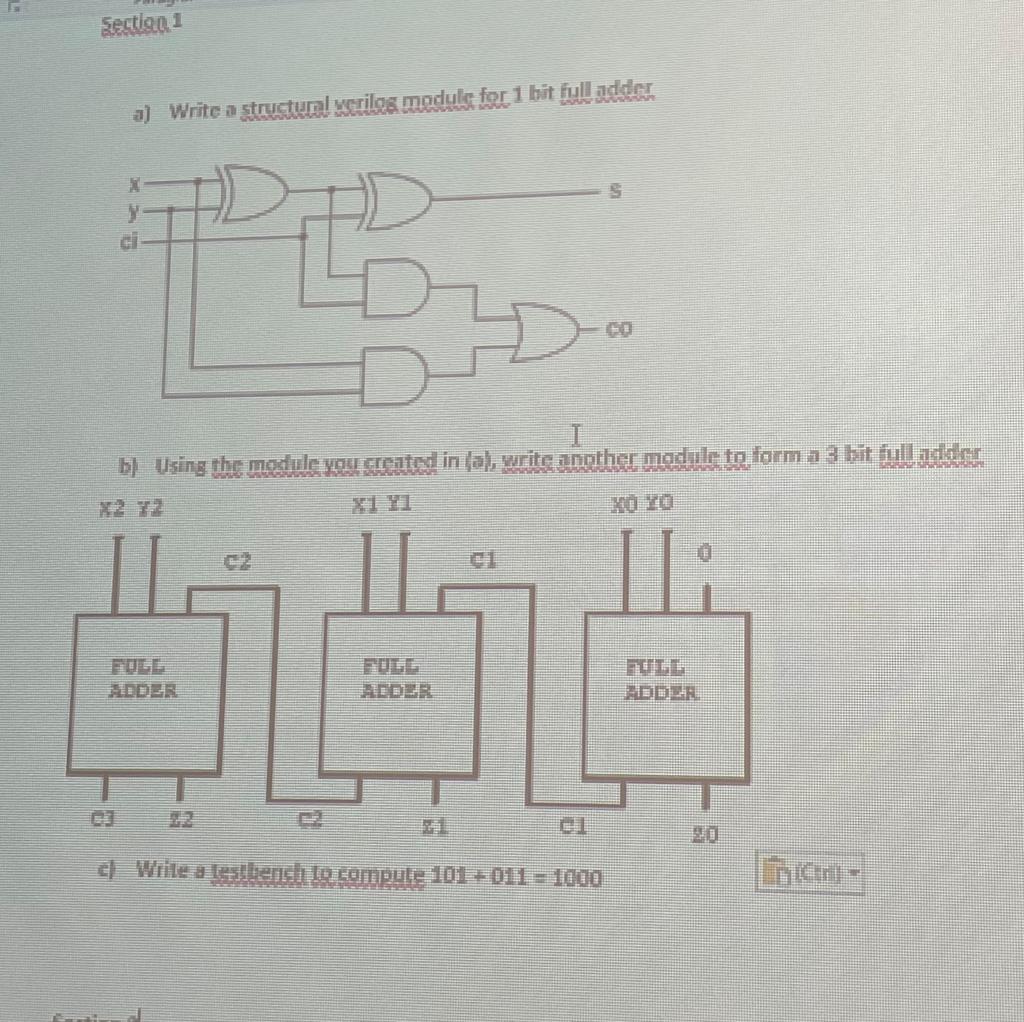 Section 1
a) Write a structural verilog module for 1 bit full adder
x
y
ci
S
co
b) Using the module you created in (a), write another module to form a 3 bit full adder
X2 Y2
X1 Y1
X0 Y0
C2
C1
0
FULL
ADDER
FULL
ADDER
FULL
ADDER
C3
Z2
C2
Z1
C1
Z0
c) Write a testbench to compute 101 + 011 = 1000
(Ctrl)